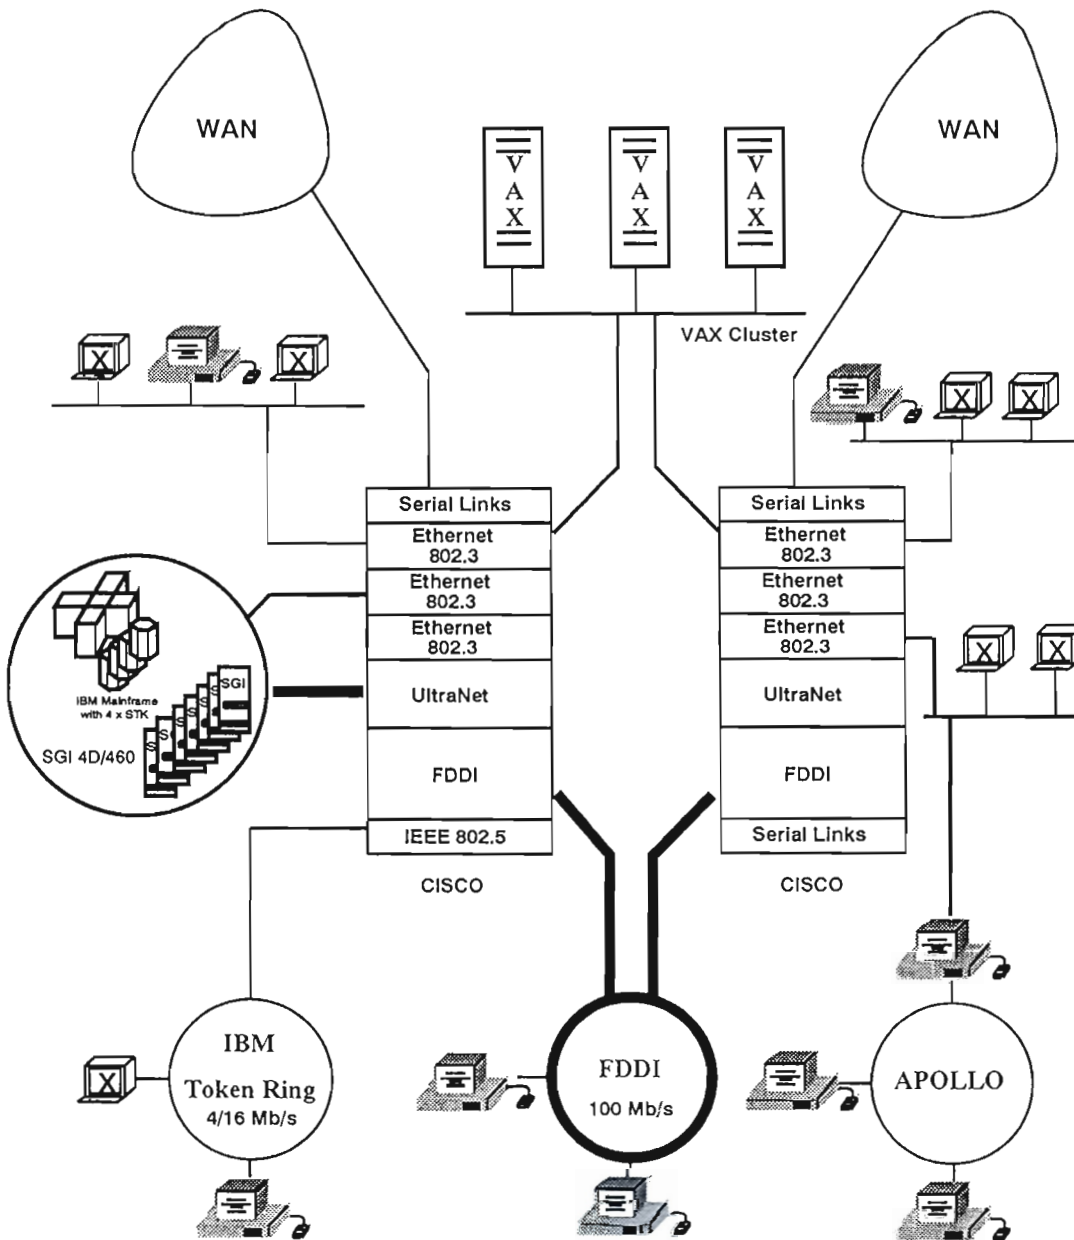 WAN
WAN
V
A
X
V
A
X
V
A
X
VAX Cluster
X
X
X
X
Serial Links
Ethernet
802.3
Ethernet
802.3
Ethernet
802.3
UltraNet
FDDI
IEEE 802.5
CISCO
Serial Links
Ethernet
802.3
Ethernet
802.3
Ethernet
802.3
UltraNet
FDDI
Serial Links
CISCO
IBM Mainframe
with 4 x STK
SGI
SGI 4D/460
X
X
IBM
Token Ring
4/16 Mb/s
X
FDDI
100 Mb/s
APOLLO